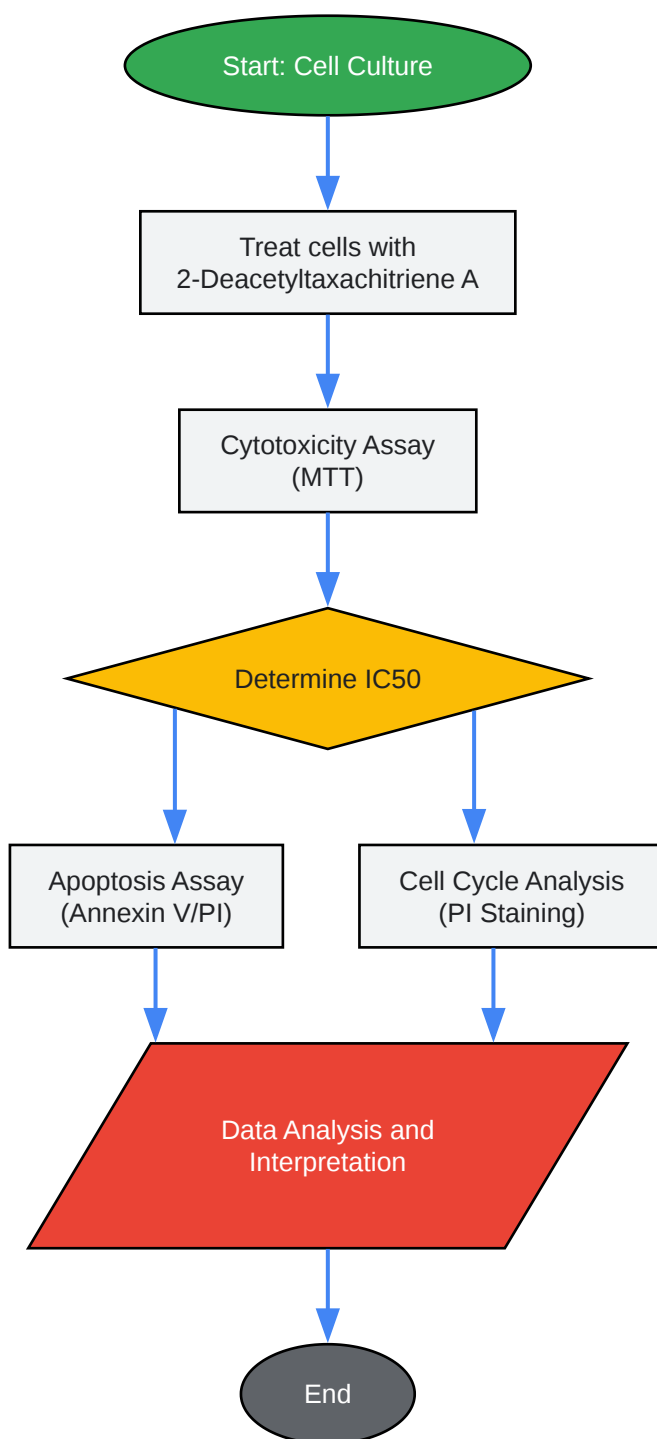 Start: Cell Culture
Treat cells with
2-Deacetyltaxachitriene A
Cytotoxicity Assay
(MTT)
Determine IC50
Apoptosis Assay
(Annexin V/PI)
Cell Cycle Analysis
(PI Staining)
Data Analysis and
Interpretation
End